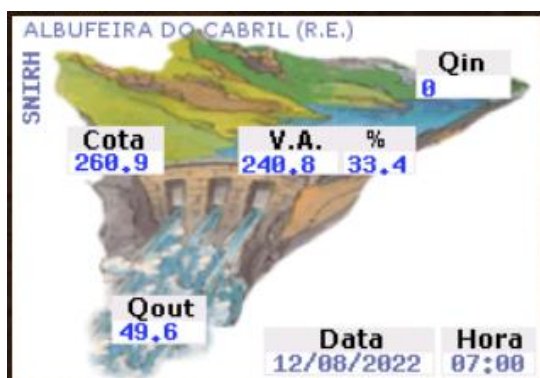 ALBUFEIRA DO CABRIL (R.E.)
SNIRH
Qin
0
Cota V.A. %
260.9 240.8 33.4
Qout
49.6
Data Hora
12/08/2022 07:00